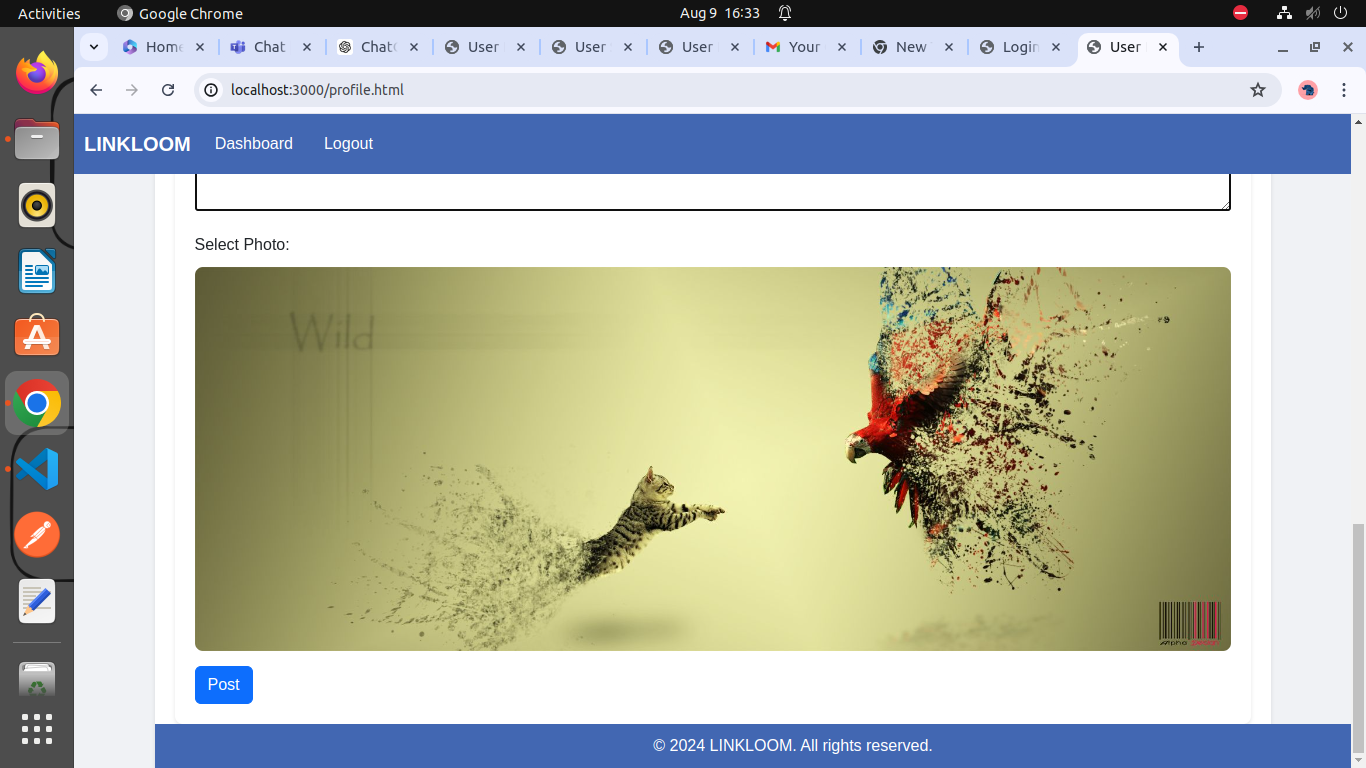 Activities
Google Chrome
Aug 9 16:33
Home
Chat
ChatG
User
User
User
Your
New
Login
User
localhost:3000/profile.html
LINKLOOM
Dashboard
Logout
Select Photo:
Wild
Post
© 2024 LINKLOOM. All rights reserved.